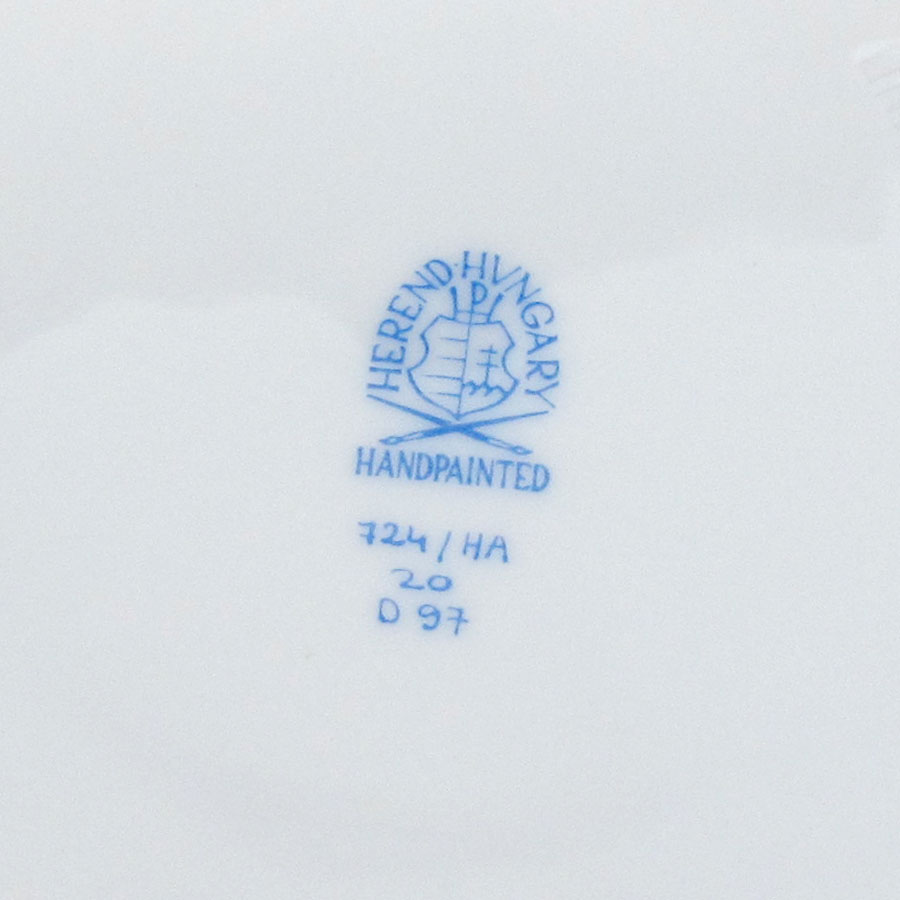 HEREND·HVNGARY
P
HANDPAINTED
724/HA
20
D 97